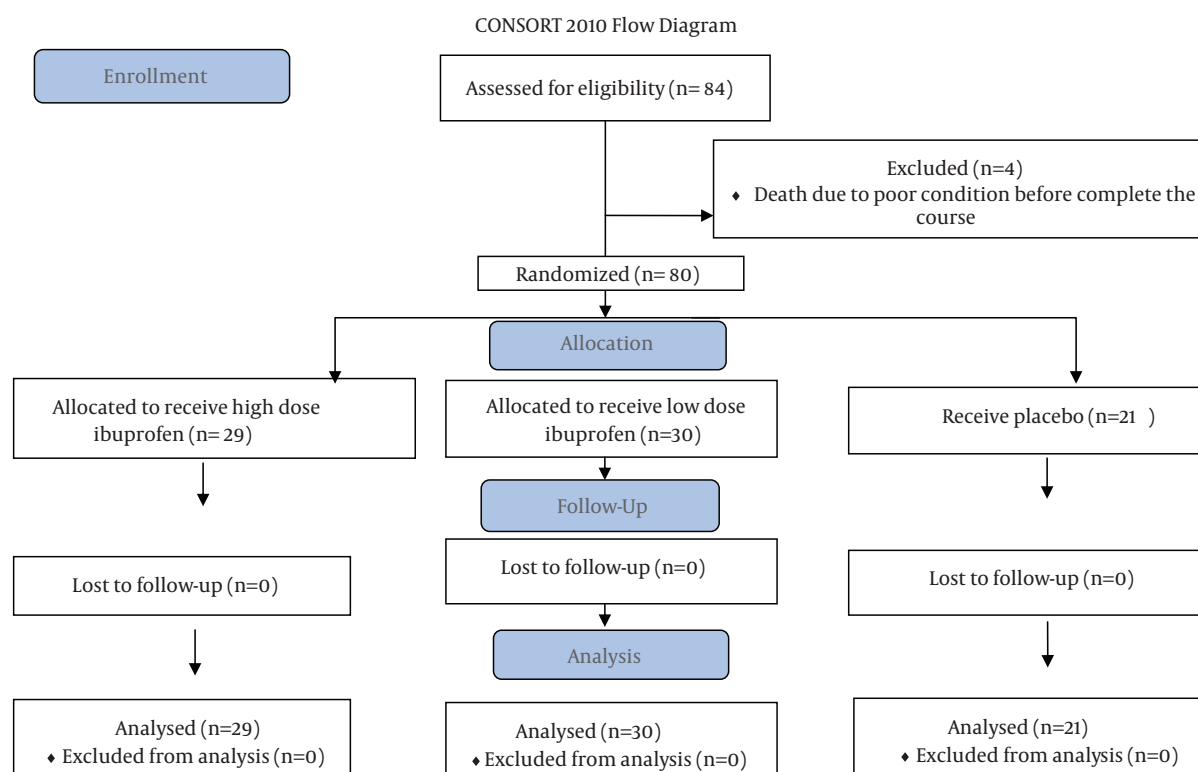 CONSORT 2010 Flow Diagram
Enrollment
Assessed for eligibility (n= 84)
Excluded (n=4)
♦ Death due to poor condition before complete the
course
Randomized (n= 80)
Allocation
Allocated to receive high dose
ibuprofen (n= 29)
Allocated to receive low dose
ibuprofen (n=30)
Receive placebo (n=21 )
Follow-Up
Lost to follow-up (n=0)
Lost to follow-up (n=0)
Lost to follow-up (n=0)
Analysis
Analysed (n=29)
♦ Excluded from analysis (n=0)
Analysed (n=30)
♦ Excluded from analysis (n=0)
Analysed (n=21)
♦ Excluded from analysis (n=0)